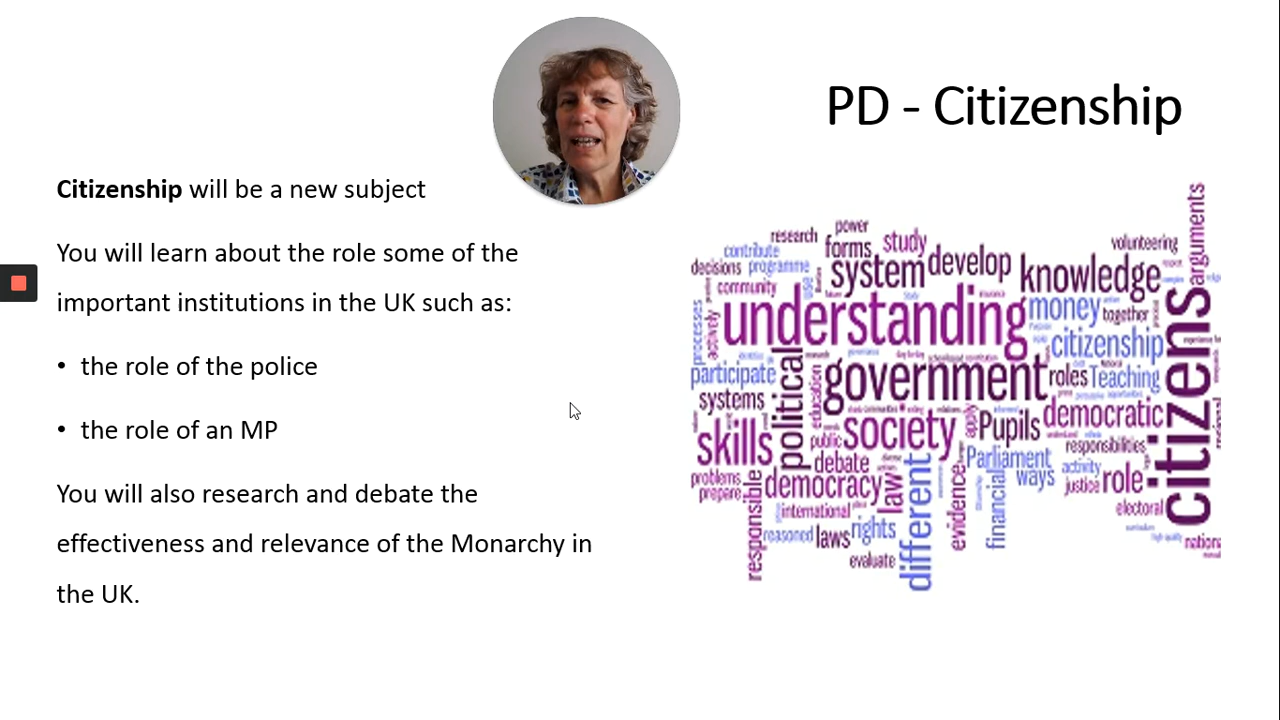 PD - Citizenship
Citizenship will be a new subject
You will learn about the role some of the
important institutions in the UK such as:
• the role of the police
• the role of an MP
You will also research and debate the
effectiveness and relevance of the Monarchy in
the UK.
power
research
forms
study
volunteering
arguments
contribute
decisions
programme
system
develop
knowledge
community
use
understanding
money
together
processes
actively
citizenship
citizens
participate
political
education
government
roles
Teaching
systems
democratic
skills
public
society
apply
Pupils
responsibilities
debate
Parliament
problems
prepare
democracy
law
ways
activity
justice
role
responsible
international
different
evidence
financial
electoral
reasoned
laws
rights
evaluate